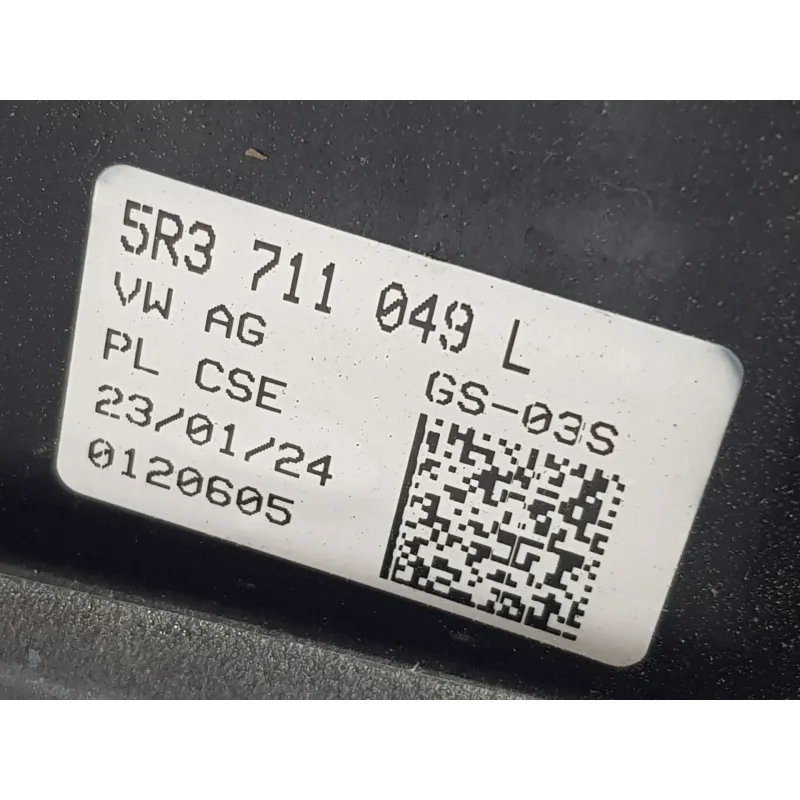 5R3 711 049 L
VW AG
PL CSE
GS-03S
23/01/24
0120605